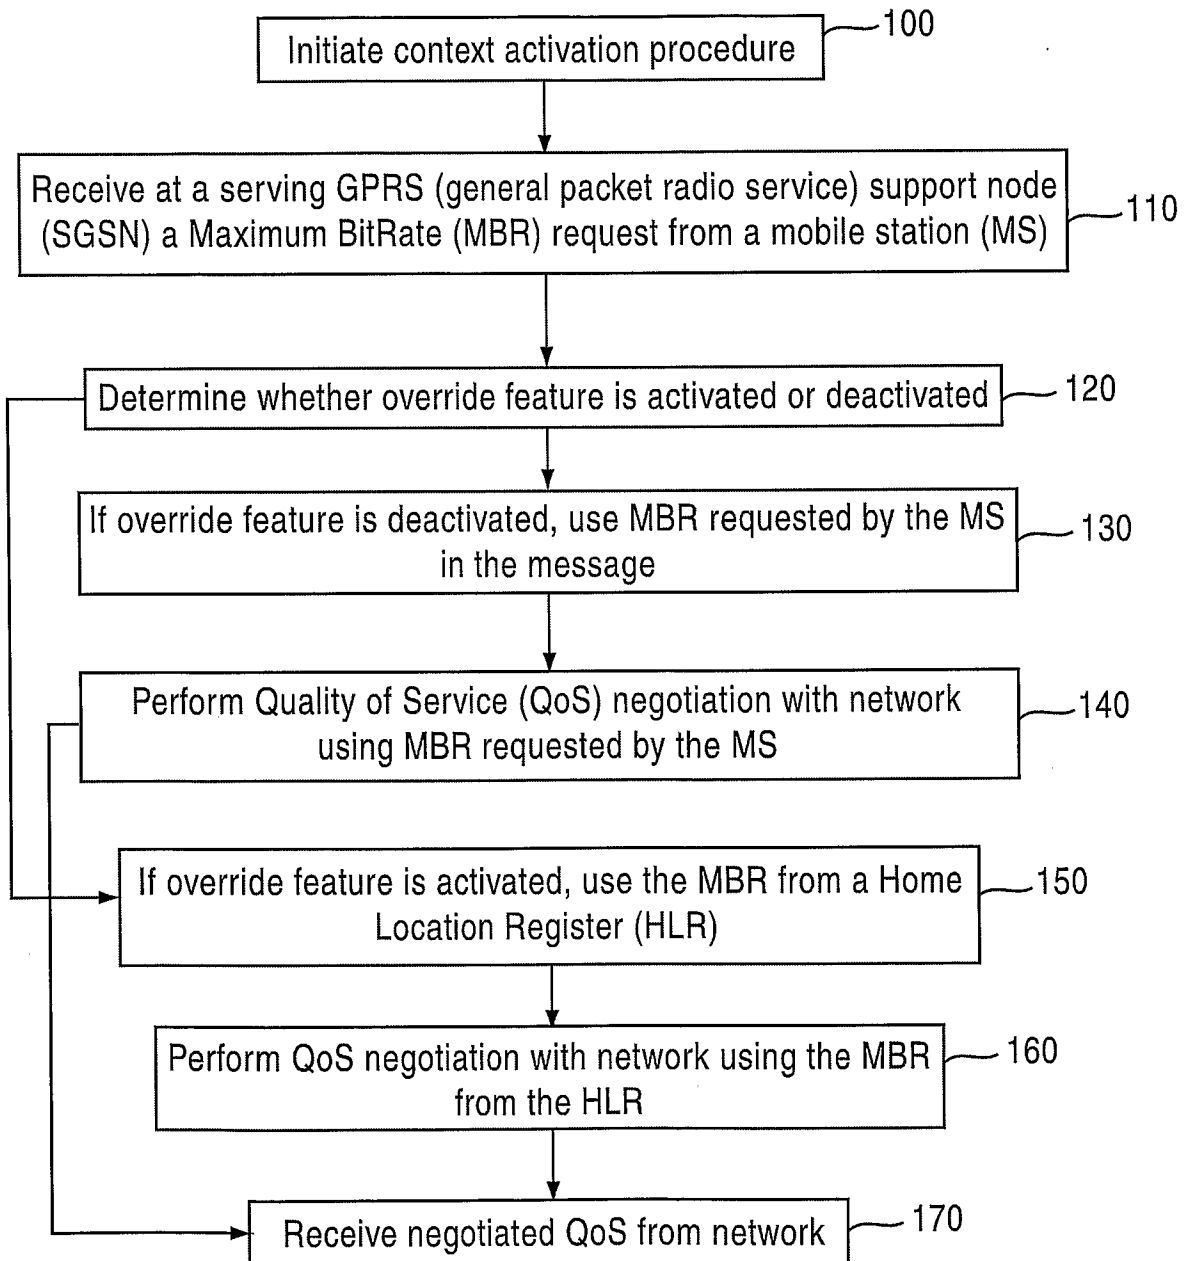 Initiate context activation procedure
100
Receive at a serving GPRS (general packet radio service) support node
(SGSN) a Maximum BitRate (MBR) request from a mobile station (MS)
110
Determine whether override feature is activated or deactivated
120
If override feature is deactivated, use MBR requested by the MS
in the message
130
Perform Quality of Service (QoS) negotiation with network
using MBR requested by the MS
140
If override feature is activated, use the MBR from a Home
Location Register (HLR)
150
Perform QoS negotiation with network using the MBR
from the HLR
160
Receive negotiated QoS from network
170